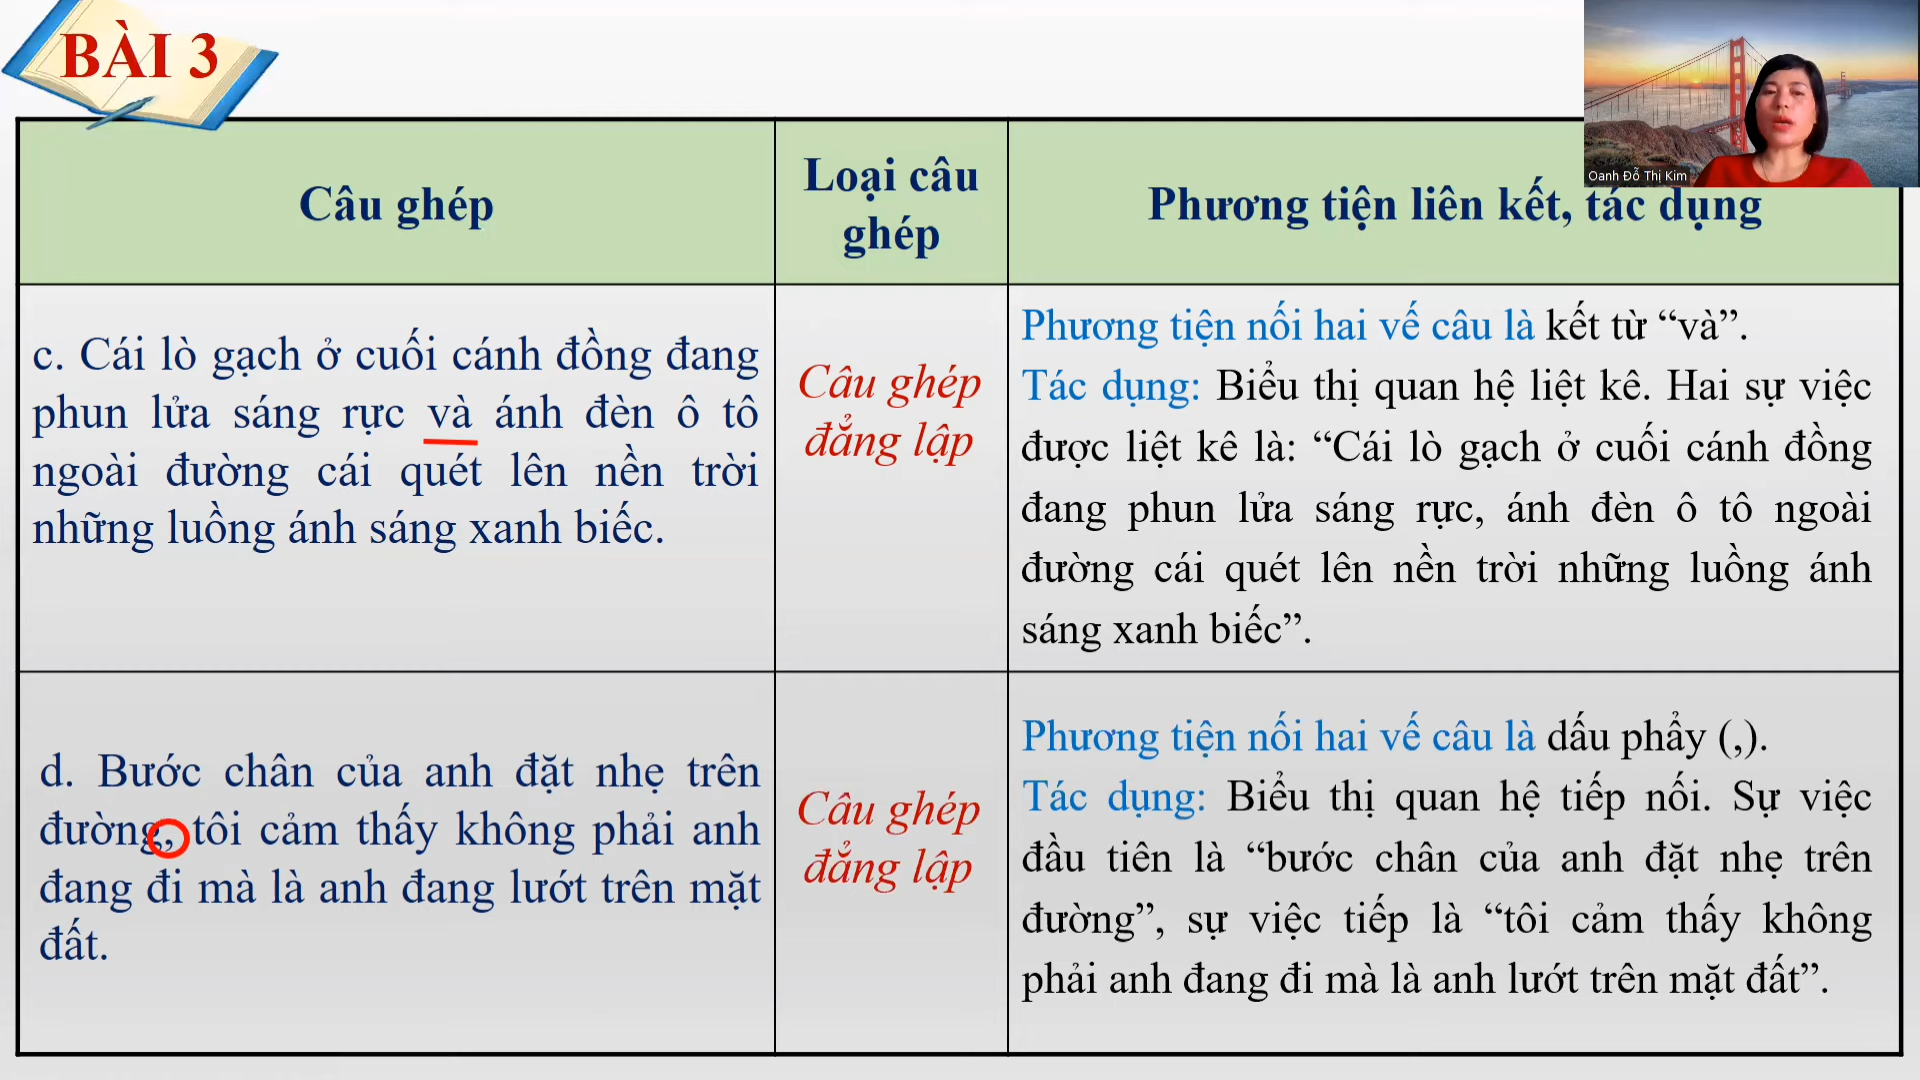 BÀI 3
Oanh Đỗ Thị Kim
Câu ghép
Loại câu
ghép
Phương tiện liên kết, tác dụng
c. Cái lò gạch ở cuối cánh đồng đang
phun lửa sáng rực và ánh đèn ô tô
ngoài đường cái quét lên nền trời
những luồng ánh sáng xanh biếc.
Câu ghép
đẳng lập
Phương tiện nối hai vế câu là kết từ “và”.
Tác dụng: Biểu thị quan hệ liệt kê. Hai sự việc
được liệt kê là: “Cái lò gạch ở cuối cánh đồng
đang phun lửa sáng rực, ánh đèn ô tô ngoài
đường cái quét lên nền trời những luồng ánh
sáng xanh biếc”.
d. Bước chân của anh đặt nhẹ trên
đường, tôi cảm thấy không phải anh
đang đi mà là anh đang lướt trên mặt
đất.
Câu ghép
đẳng lập
Phương tiện nối hai vế câu là dấu phẩy (,).
Tác dụng: Biểu thị quan hệ tiếp nối. Sự việc
đầu tiên là “bước chân của anh đặt nhẹ trên
đường”, sự việc tiếp là “tôi cảm thấy không
phải anh đang đi mà là anh lướt trên mặt đất”.